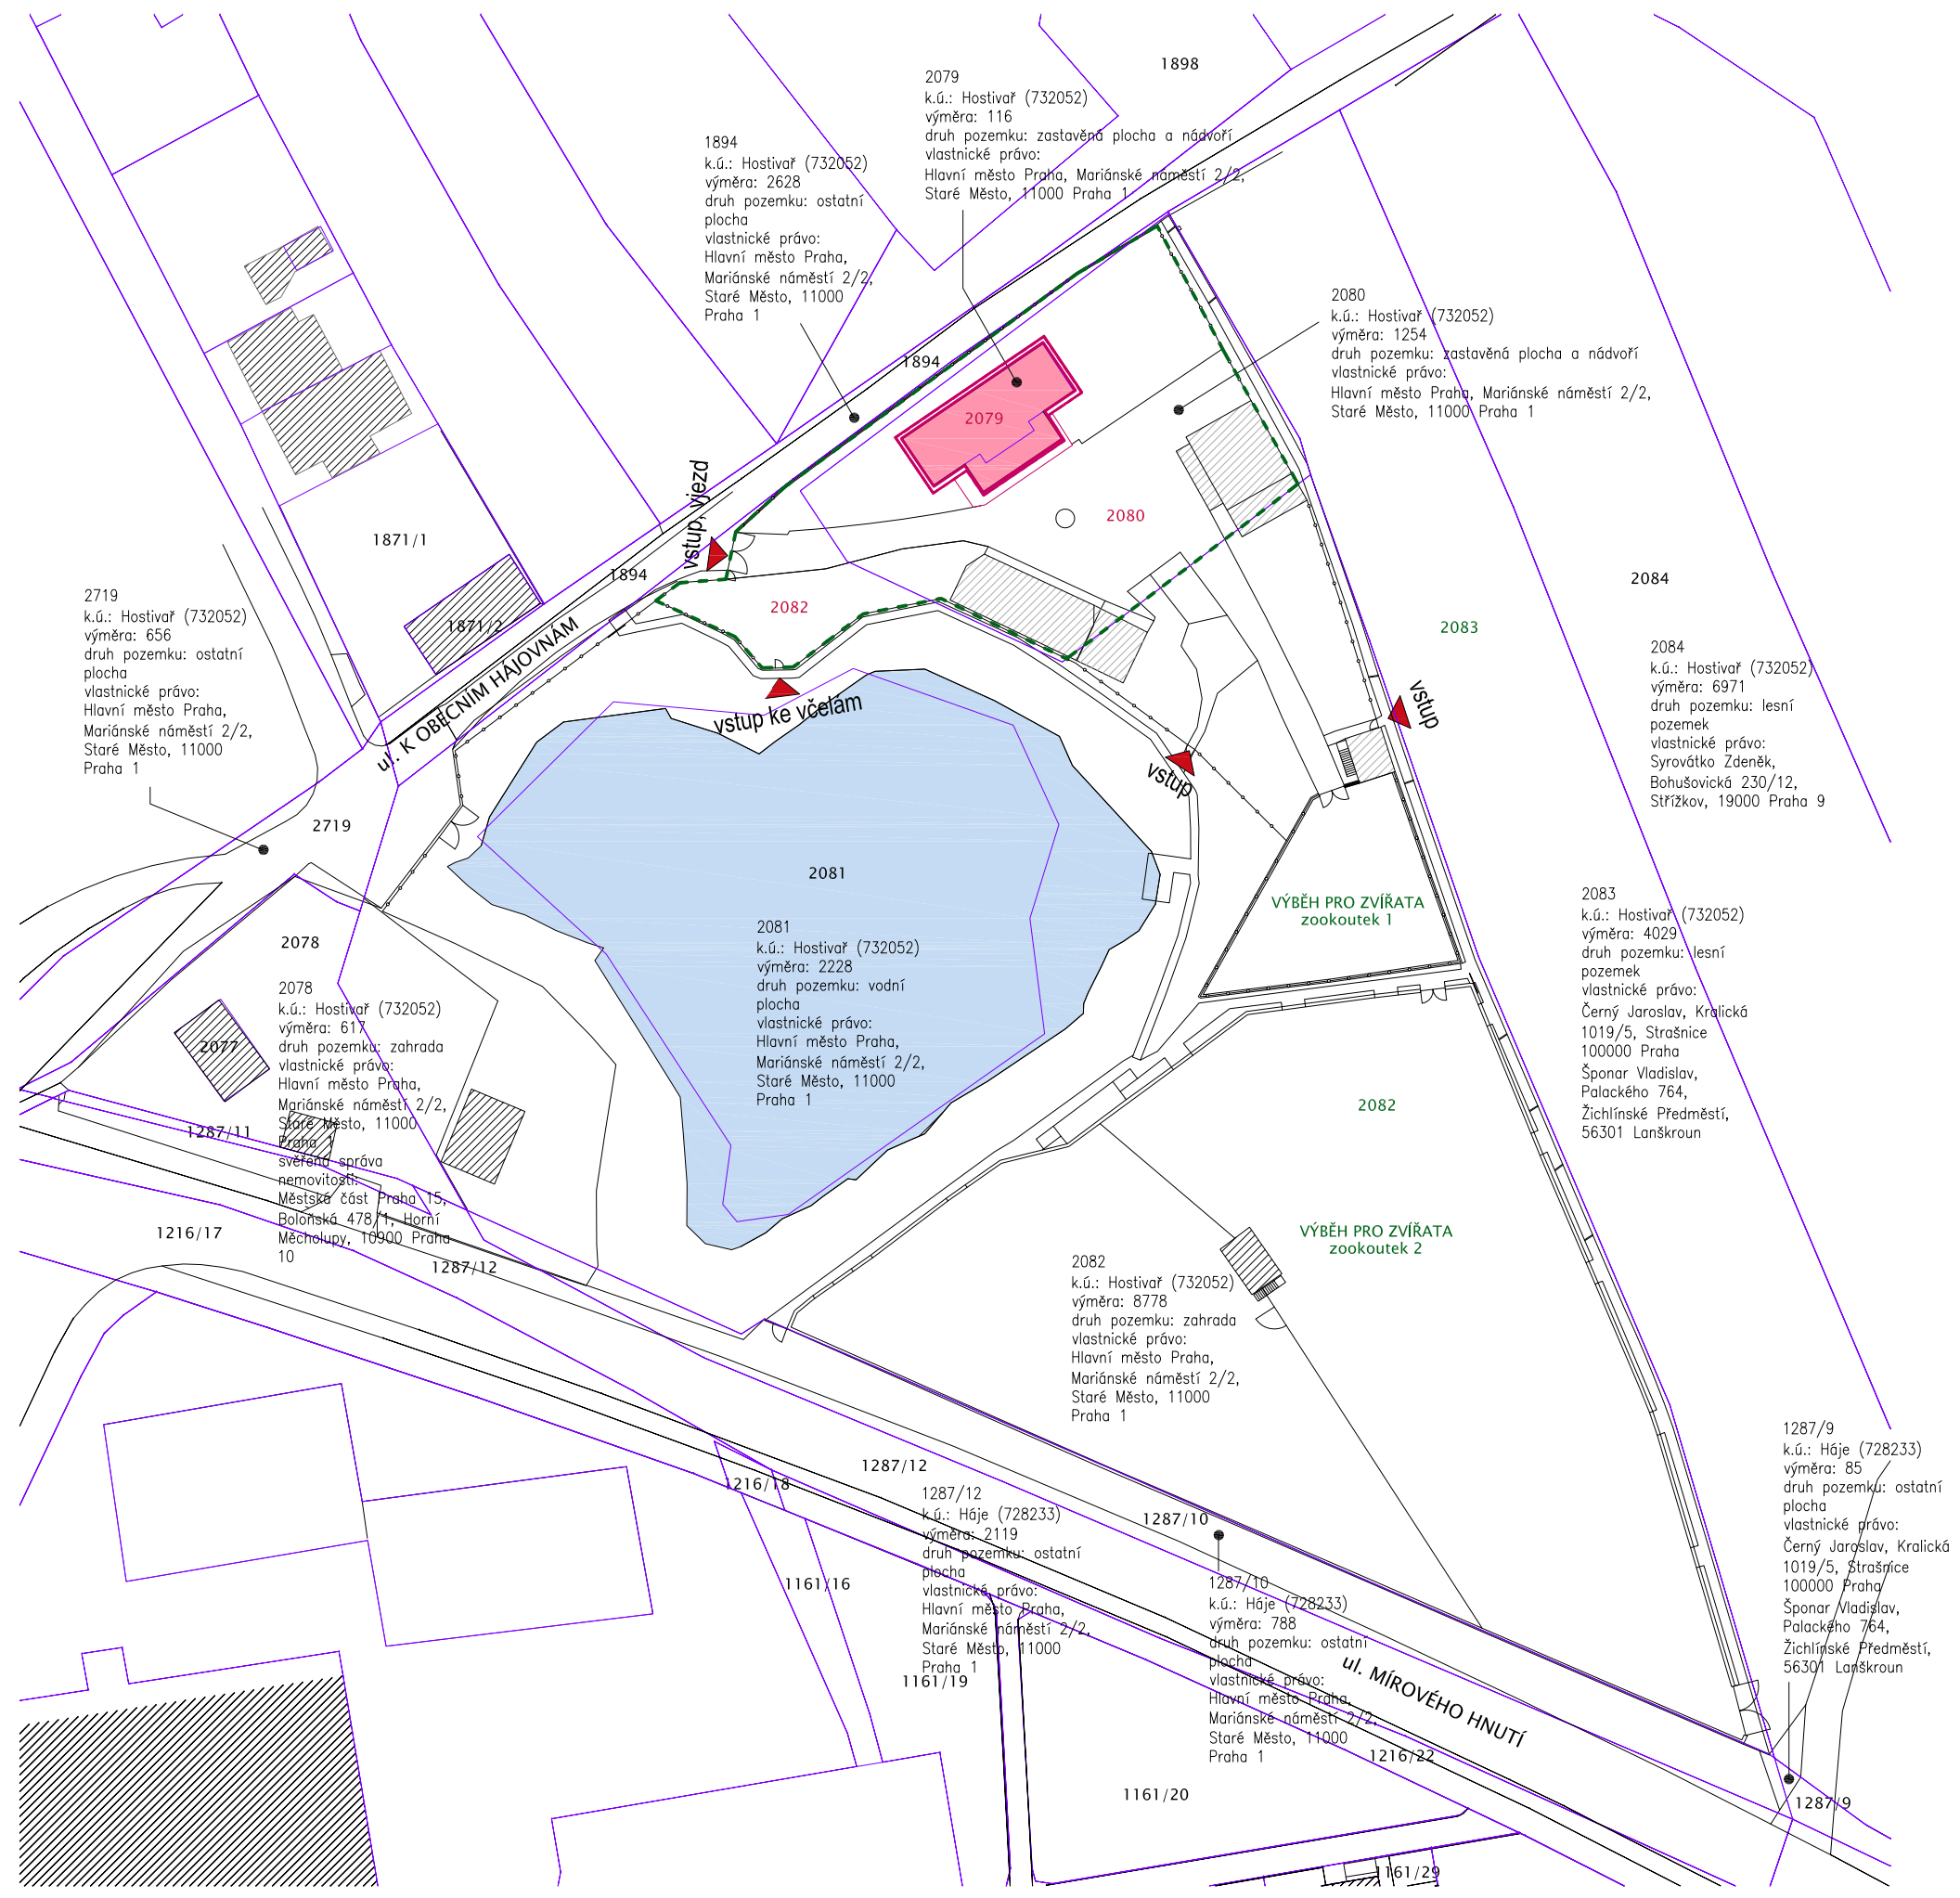 1898
2079
k.ú.: Hostivař (732052)
výměra: 116
druh pozemku: zastavěná plocha a nádvoří
vlastnické právo:
Hlavní město Praha, Mariánské náměstí 2/2,
Staré Město, 11000 Praha 1
1894
k.ú.: Hostivař (732052)
výměra: 2628
druh pozemku: ostatní
plocha
vlastnické právo:
Hlavní město Praha,
Mariánské náměstí 2/2,
Staré Město, 11000
Praha 1
2080
k.ú.: Hostivař (732052)
výměra: 1254
druh pozemku: zastavěná plocha a nádvoří
vlastnické právo:
Hlavní město Praha, Mariánské náměstí 2/2,
Staré Město, 11000 Praha 1
1894
2079
vstup, vjezd
2080
1871/1
1894
2082
1871/2
2084
2083
2719
k.ú.: Hostivař (732052)
výměra: 656
druh pozemku: ostatní
plocha
vlastnické právo:
Hlavní město Praha,
Mariánské náměstí 2/2,
Staré Město, 11000
Praha 1
ul. K OBECNÍM HÁJOVNÁM
vstup ke včelám
vstup
vstup
2084
k.ú.: Hostivař (732052)
výměra: 6971
druh pozemku: lesní
pozemek
vlastnické právo:
Syrovátko Zdeněk,
Bohušovická 230/12,
Střížkov, 19000 Praha 9
2719
2081
2081
k.ú.: Hostivař (732052)
výměra: 2228
druh pozemku: vodní
plocha
vlastnické právo:
Hlavní město Praha,
Mariánské náměstí 2/2,
Staré Město, 11000
Praha 1
VÝBĚH PRO ZVÍŘATA
zookoutek 1
2083
k.ú.: Hostivař (732052)
výměra: 4029
druh pozemku: lesní
pozemek
vlastnické právo:
Černý Jaroslav, Kralická
1019/5, Strašnice
100000 Praha
Šponar Vladislav,
Palackého 764,
Žichlínské Předměstí,
56301 Lanškroun
2078
2078
k.ú.: Hostivař (732052)
výměra: 617
druh pozemku: zahrada
vlastnické právo:
Hlavní město Praha,
Mariánské náměstí 2/2,
Staré Město, 11000
Praha 1
svěřená správa
nemovitostí:
Městská část Praha 15,
Boloňská 478/1, Horní
Měcholupy, 10900 Praha
10
2077
1287/11
1216/17
1287/12
2082
VÝBĚH PRO ZVÍŘATA
zookoutek 2
2082
k.ú.: Hostivař (732052)
výměra: 8778
druh pozemku: zahrada
vlastnické právo:
Hlavní město Praha,
Mariánské náměstí 2/2,
Staré Město, 11000
Praha 1
1287/12
1216/18
1287/12
k.ú.: Háje (728233)
výměra: 2119
druh pozemku: ostatní
plocha
vlastnické právo:
Hlavní město Praha,
Mariánské náměstí 2/2,
Staré Město, 11000
Praha 1
1287/10
1287/10
k.ú.: Háje (728233)
výměra: 788
druh pozemku: ostatní
plocha
vlastnické právo:
Hlavní město Praha,
Mariánské náměstí 2/2,
Staré Město, 11000
Praha 1
1287/9
k.ú.: Háje (728233)
výměra: 85
druh pozemku: ostatní
plocha
vlastnické právo:
Černý Jaroslav, Kralická
1019/5, Strašnice
100000 Praha
Šponar Vladislav,
Palackého 764,
Žichlínské Předměstí,
56301 Lanškroun
1161/16
1161/19
ul. MÍROVÉHO HNUTÍ
1216/22
1161/20
1287/9
1161/29